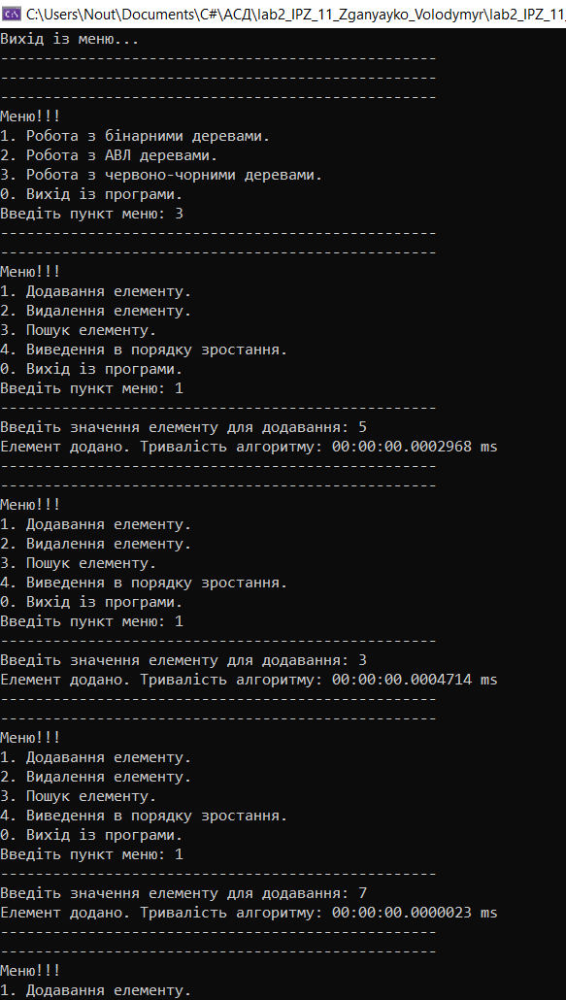 C:\Users\Nout\Documents\C#\АСД\lab2_IPZ_11_Zganyayko_Volodymyr\lab2_IPZ_11_
Вихід із меню...
--------------------------------------------------
--------------------------------------------------
--------------------------------------------------
Меню!!!
1. Робота з бінарними деревами.
2. Робота з АВЛ деревами.
3. Робота з червоно-чорними деревами.
0. Вихід із програми.
Введіть пункт меню: 3
--------------------------------------------------
--------------------------------------------------
Меню!!!
1. Додавання елементу.
2. Видалення елементу.
3. Пошук елементу.
4. Виведення в порядку зростання.
0. Вихід із програми.
Введіть пункт меню: 1
--------------------------------------------------
Введіть значення елементу для додавання: 5
Елемент додано. Тривалість алгоритму: 00:00:00.0002968 ms
--------------------------------------------------
--------------------------------------------------
Меню!!!
1. Додавання елементу.
2. Видалення елементу.
3. Пошук елементу.
4. Виведення в порядку зростання.
0. Вихід із програми.
Введіть пункт меню: 1
--------------------------------------------------
Введіть значення елементу для додавання: 3
Елемент додано. Тривалість алгоритму: 00:00:00.0004714 ms
--------------------------------------------------
--------------------------------------------------
Меню!!!
1. Додавання елементу.
2. Видалення елементу.
3. Пошук елементу.
4. Виведення в порядку зростання.
0. Вихід із програми.
Введіть пункт меню: 1
--------------------------------------------------
Введіть значення елементу для додавання: 7
Елемент додано. Тривалість алгоритму: 00:00:00.0000023 ms
--------------------------------------------------
--------------------------------------------------
Меню!!!
1. Додавання елементу.